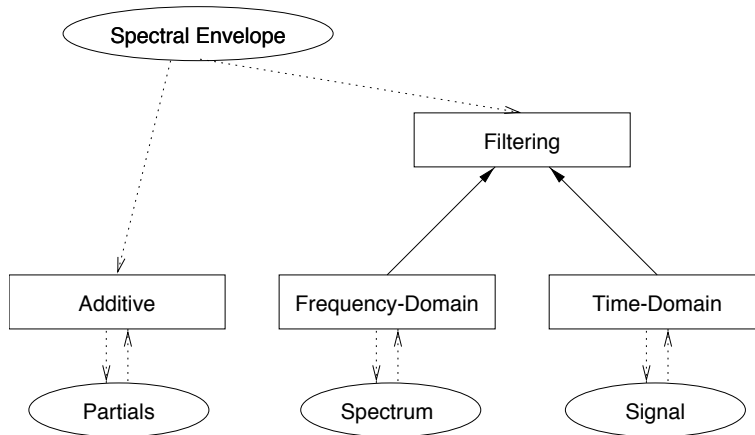 Spectral Envelope
Filtering
Additive
Frequency-Domain
Time-Domain
Partials
Spectrum
Signal